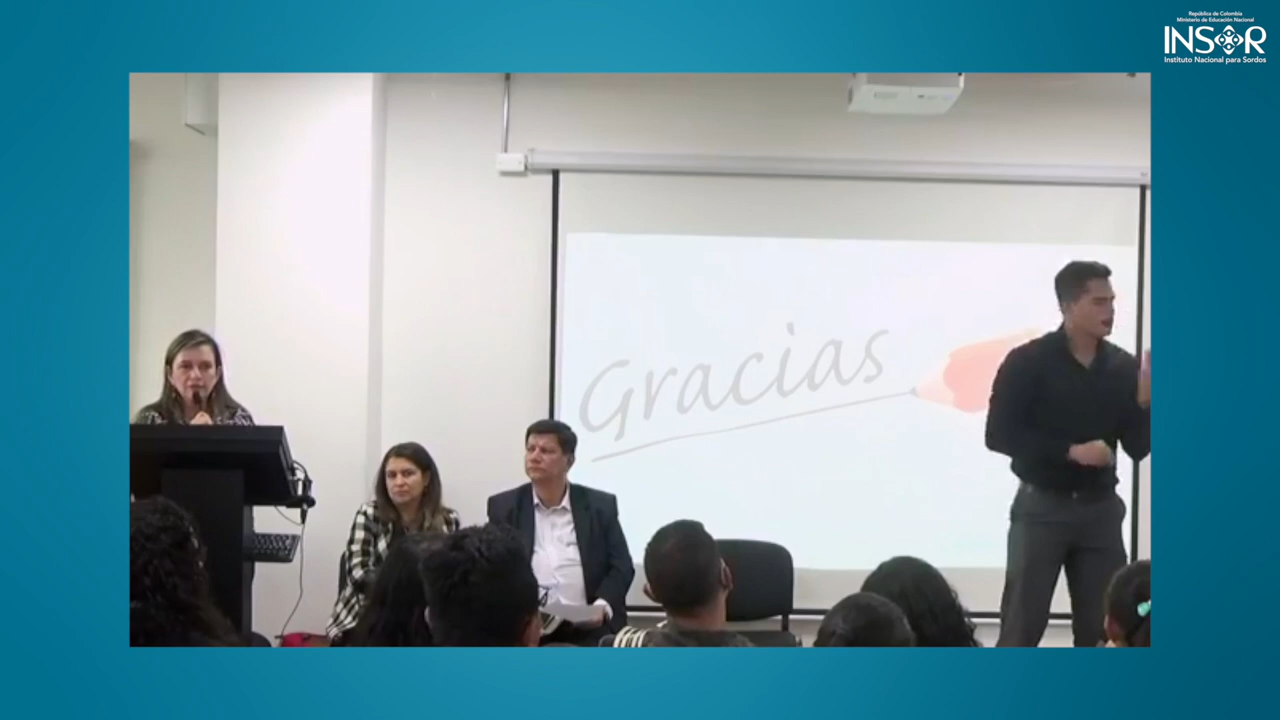 República de Colombia
Ministerio de Educación Nacional
INSOR
Instituto Nacional para Sordos
Gracias